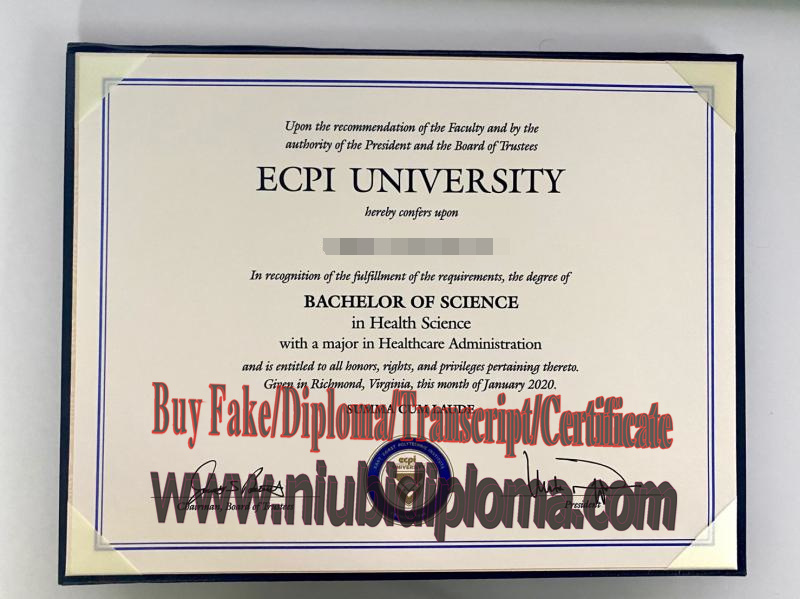 Upon the recommendation of the Faculty and by the
authority of the President and the Board of Trustees
ECPI UNIVERSITY
hereby confers upon
In recognition of the fulfillment of the requirements, the degree of
BACHELOR OF SCIENCE
in Health Science
with a major in Healthcare Administration
and is entitled to all honors, rights, and privileges pertaining thereto.
Given in Richmond, Virginia, this month of January 2020.
SUMMA CUM LAUDE
Buy Fake/Diploma/Transcript/Certificate
ecpi
UNIVERSITY
www.niubidiploma.com
Chairman, Board of Trustees
President